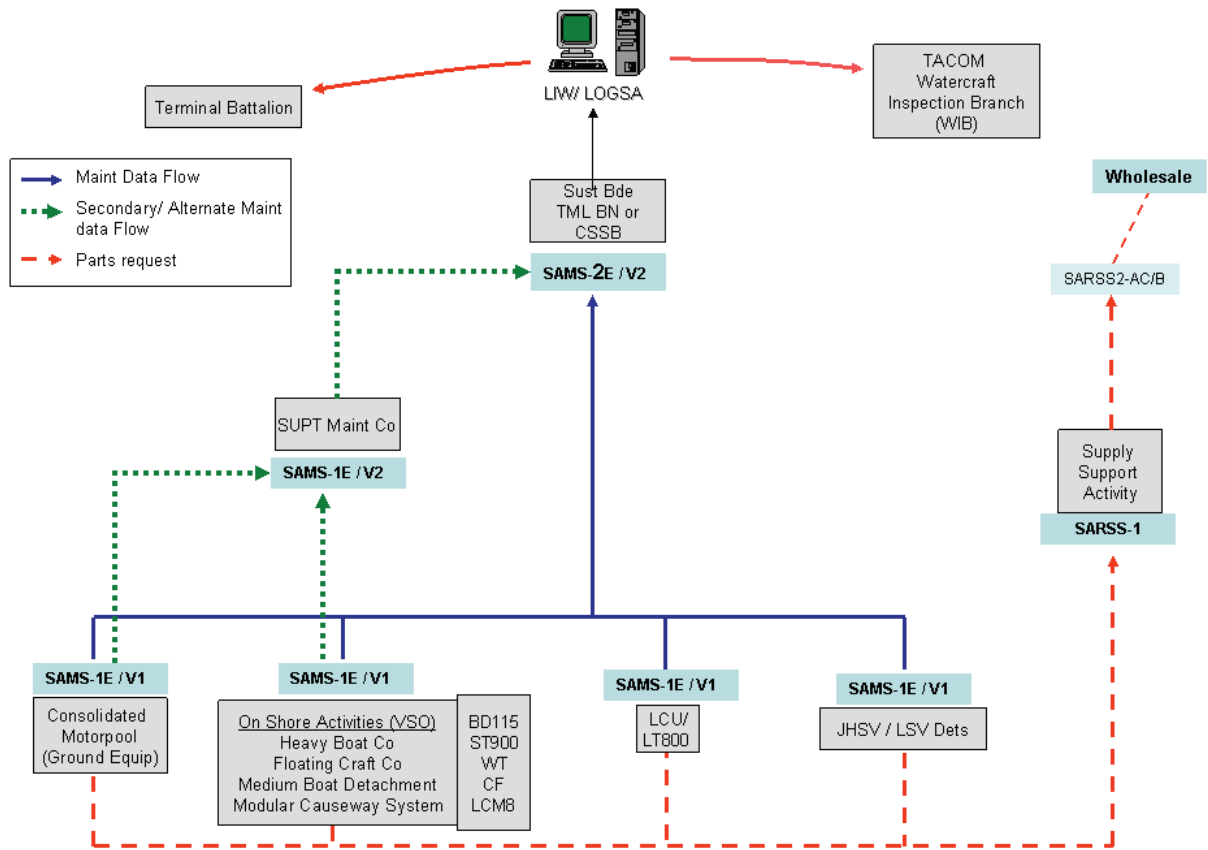 LIW/ LOGSA
TACOM
Watercraft
Inspection Branch
(WIB)
Terminal Battalion
Maint Data Flow
Secondary/ Alternate Maint
data Flow
Parts request
Sust Bde
TML BN or
CSSB
SAMS-2E / V2
Wholesale
SARSS2-AC/B
SUPT Maint Co
SAMS-1E / V2
Supply
Support
Activity
SARSS-1
SAMS-1E / V1
Consolidated
Motorpool
(Ground Equip)
SAMS-1E / V1
On Shore Activities (VSO)
Heavy Boat Co
Floating Craft Co
Medium Boat Detachment
Modular Causeway System
BD115
ST900
WT
CF
LCM8
SAMS-1E / V1
LCU/
LT800
SAMS-1E / V1
JHSV / LSV Dets